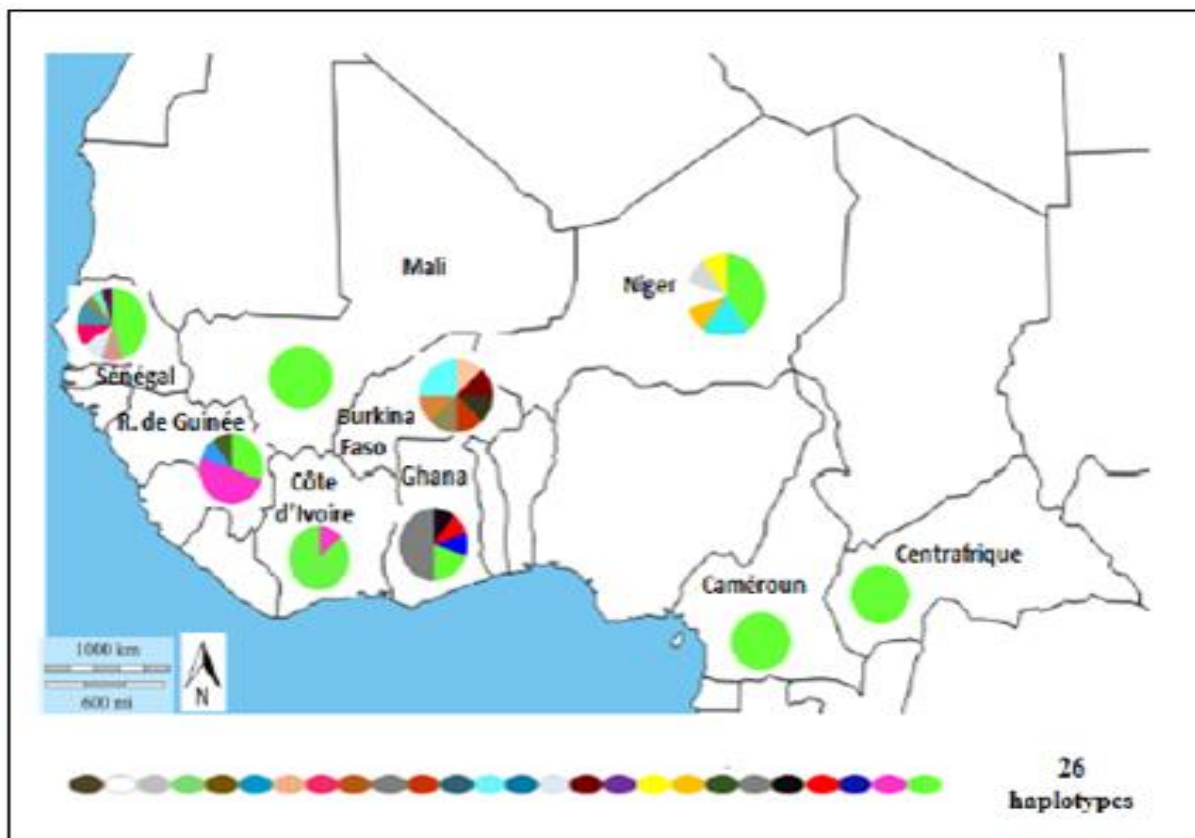 Mali
Niger
Sénégal
R. de Guinée
Burkina
Faso
Ghana
Côte
d'Ivoire
Centrafrique
Caméroun
1000 km
600 mi
N
26
haplotypes